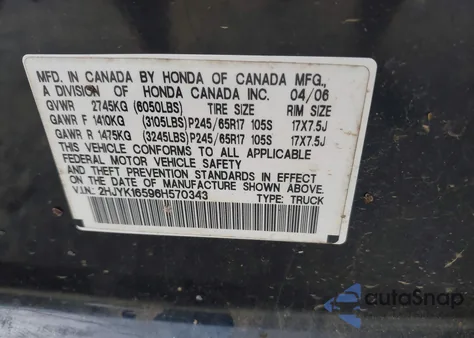 MFD. IN CANADA BY HONDA OF CANADA MFG.,
A DIVISION OF HONDA CANADA INC. 04/06
GVWR 2745KG (6050LBS) TIRE SIZE RIM SIZE
GAWR F 1410KG (3105LBS) P245/65R17 105S 17X7.5J
GAWR R 1475KG (3245LBS) P245/65R17 105S 17X7.5J
THIS VEHICLE CONFORMS TO ALL APPLICABLE
FEDERAL MOTOR VEHICLE SAFETY
AND THEFT PREVENTION STANDARDS IN EFFECT
ON THE DATE OF MANUFACTURE SHOWN ABOVE.
V.I.N.: 2HJYK16596H570343 TYPE: TRUCK
autoSnap